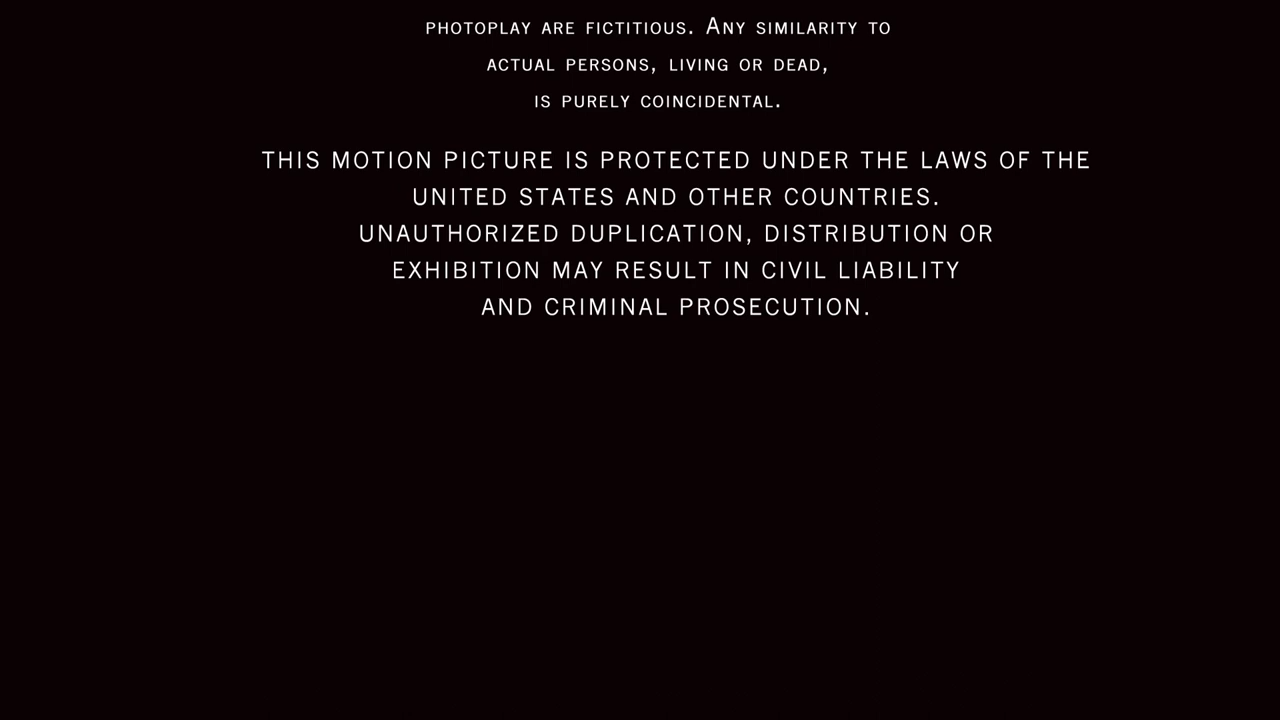 PHOTOPLAY ARE FICTITIOUS. ANY SIMILARITY TO
ACTUAL PERSONS, LIVING OR DEAD,
IS PURELY COINCIDENTAL.
THIS MOTION PICTURE IS PROTECTED UNDER THE LAWS OF THE
UNITED STATES AND OTHER COUNTRIES.
UNAUTHORIZED DUPLICATION, DISTRIBUTION OR
EXHIBITION MAY RESULT IN CIVIL LIABILITY
AND CRIMINAL PROSECUTION.